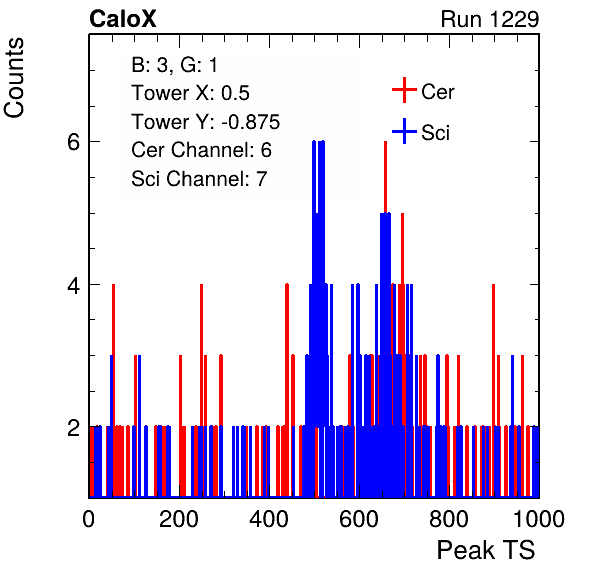 CaloX Run 1229
Counts
B: 3, G: 1
Tower X: 0.5
Tower Y: -0.875
Cer Channel: 6
Sci Channel: 7
Cer
Sci
6
4
2
0 200 400 600 800 1000
Peak TS